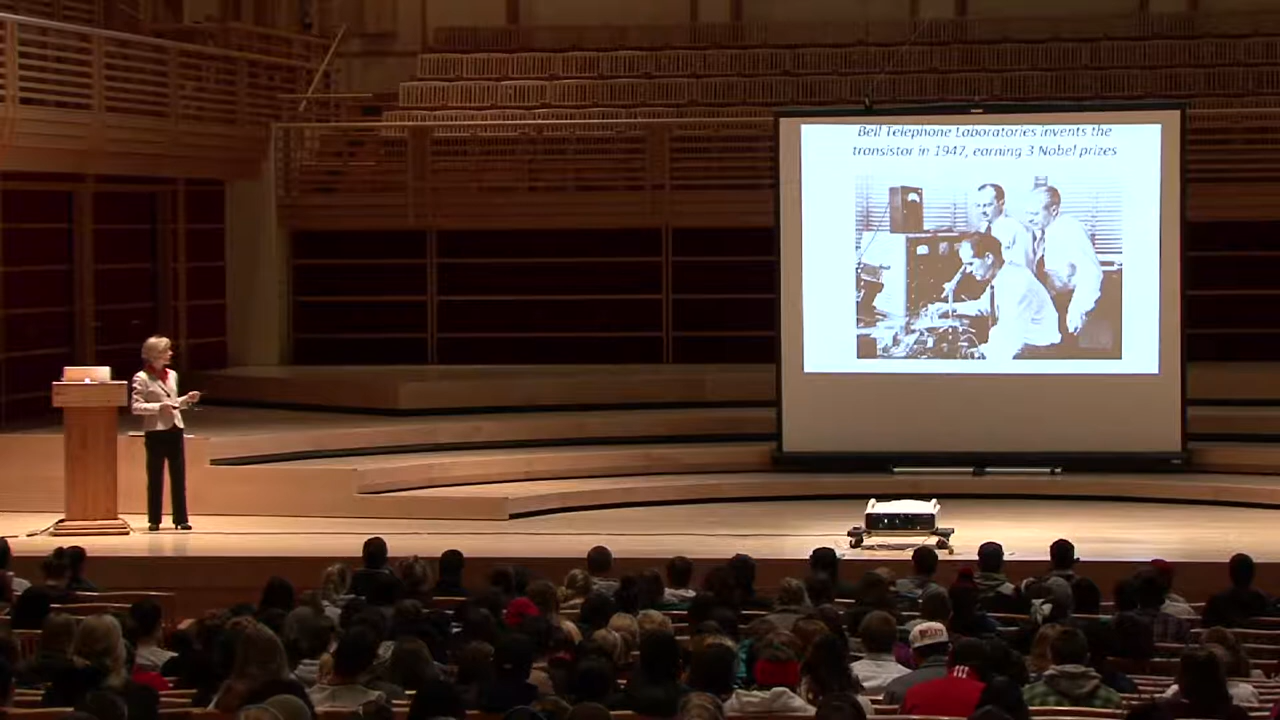 Bell Telephone Laboratories invents the
transistor in 1947, earning 3 Nobel prizes